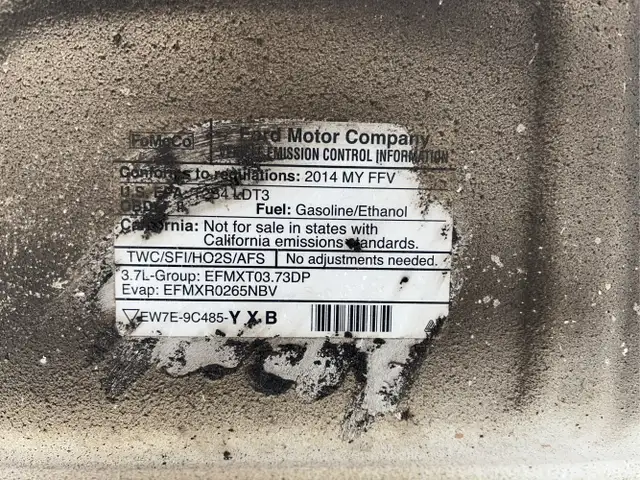 FoMoCo
Ford Motor Company
EMISSION CONTROL INFORMATION
Conforms to regulations: 2014 MY FFV
U.S. EPA: LDT3
Fuel: Gasoline/Ethanol
California: Not for sale in states with
California emissions standards.
TWC/SFI/HO2S/AFS No adjustments needed.
3.7L-Group: EFMXT03.73DP
Evap: EFMXR0265NBV
EW7E-9C485-Y X B